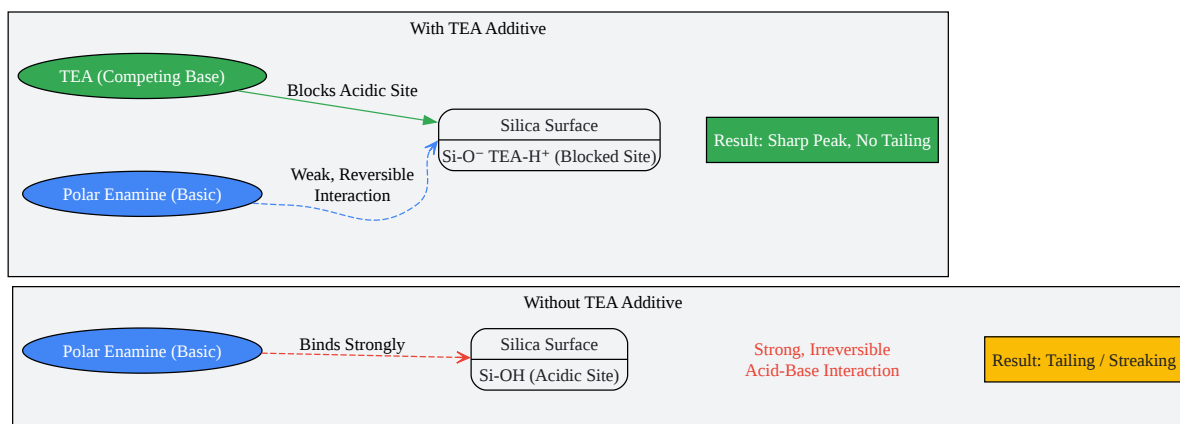 With TEA Additive
TEA (Competing Base)
Blocks Acidic Site
Silica Surface
Si-O⁻ TEA-H⁺ (Blocked Site)
Result: Sharp Peak, No Tailing
Weak, Reversible
Interaction
Polar Enamine (Basic)
Without TEA Additive
Polar Enamine (Basic)
Binds Strongly
Silica Surface
Si-OH (Acidic Site)
Strong, Irreversible
Acid-Base Interaction
Result: Tailing / Streaking